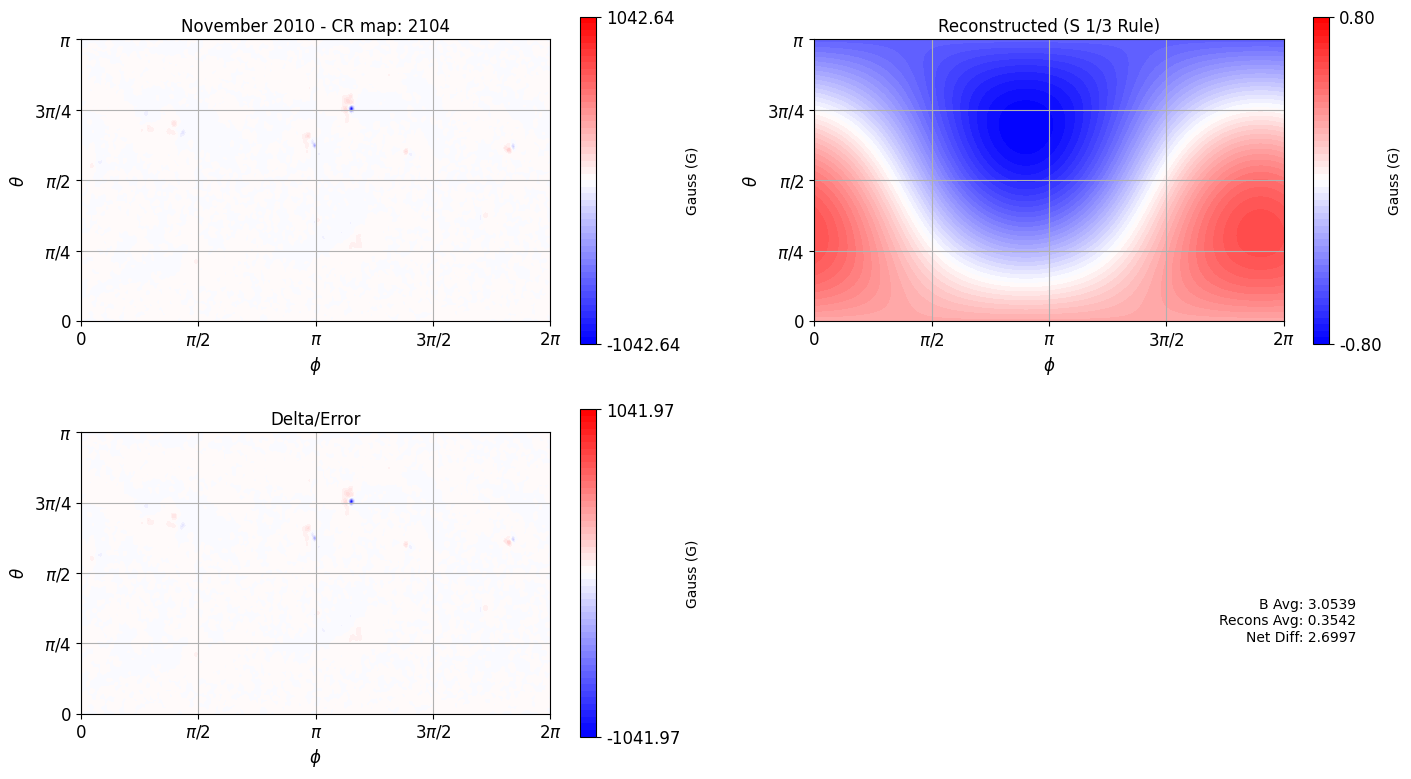 November 2010 - CR map: 2104
π
3π/4
π/2
π/4
0
θ
0
π/2
π
3π/2
2π
ϕ
1042.64
-1042.64
Gauss (G)
Reconstructed (S 1/3 Rule)
π
3π/4
π/2
π/4
0
θ
0
π/2
π
3π/2
2π
ϕ
0.80
-0.80
Gauss (G)
Delta/Error
π
3π/4
π/2
π/4
0
θ
0
π/2
π
3π/2
2π
ϕ
1041.97
-1041.97
Gauss (G)
B Avg: 3.0539
Recons Avg: 0.3542
Net Diff: 2.6997